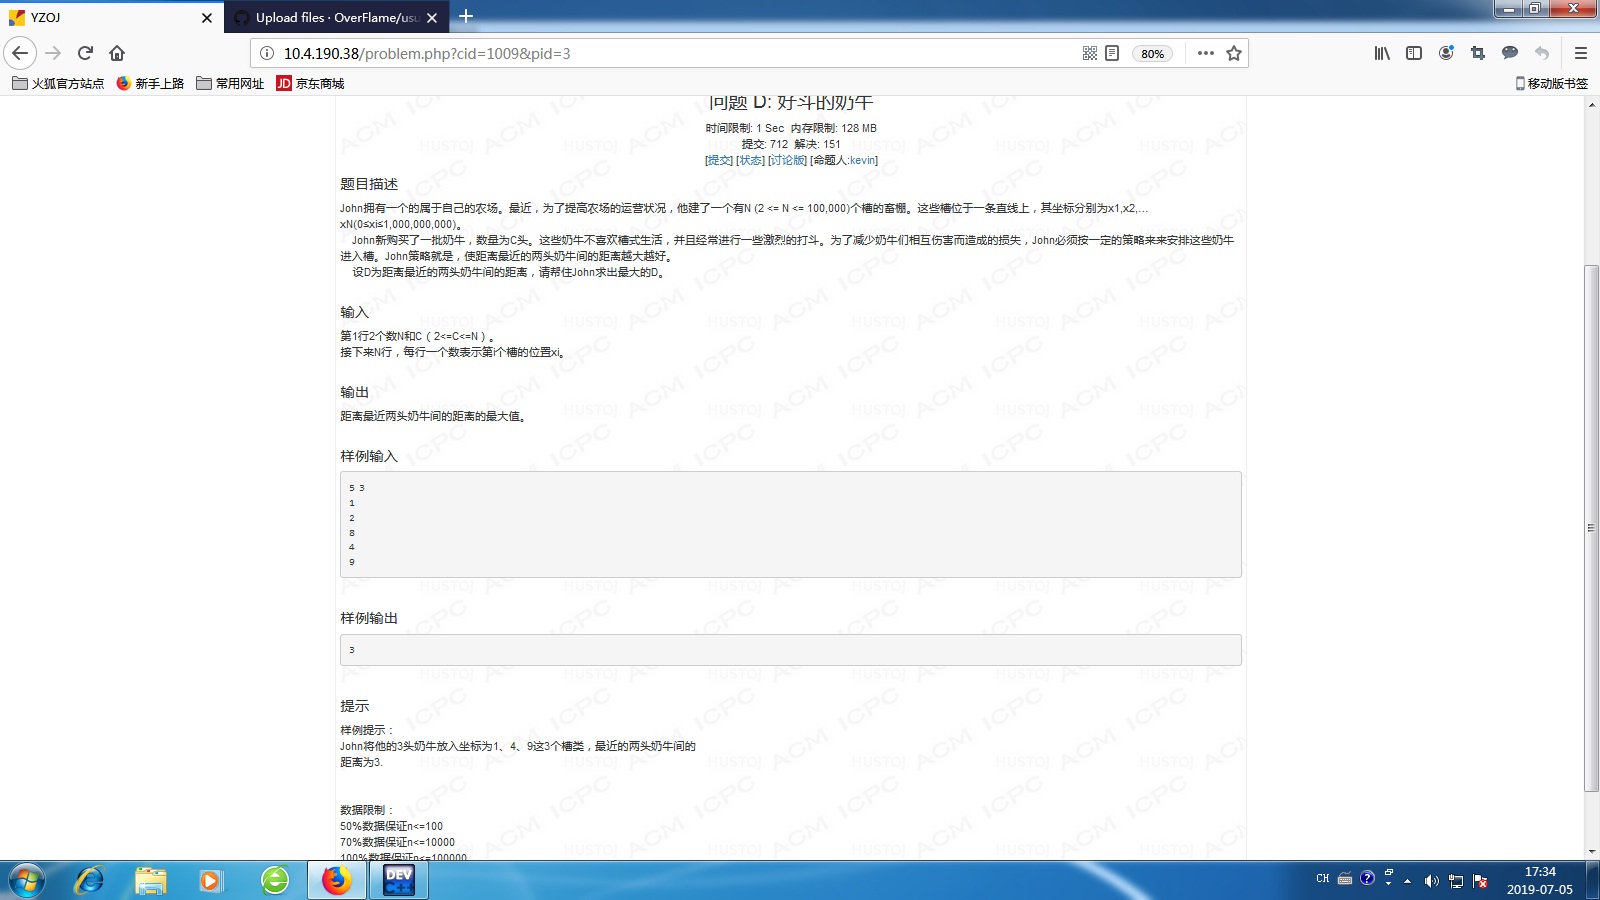 YZOJ
Upload files · OverFlame/usu
10.4.190.38/problem.php?cid=1009&pid=3
80%
火狐官方站点
新手上路
常用网址
JD 京东商城
移动版书签
问题 D: 好斗的奶牛
时间限制: 1 Sec 内存限制: 128 MB
提交: 712 解决: 151
[提交] [状态] [讨论版] [命题人:kevin]
题目描述
John拥有一个的属于自己的农场。最近，为了提高农场的运营状况，他建了一个有N (2 <= N <= 100,000)个槽的畜棚。这些槽位于一条直线上，其坐标分别为x1,x2,...
xN(0≤xi≤1,000,000,000)。
John新购买了一批奶牛，数量为C头。这些奶牛不喜欢槽式生活，并且经常进行一些激烈的打斗。为了减少奶牛们相互伤害而造成的损失，John必须按一定的策略来来安排这些奶牛
进入槽。John策略就是，使距离最近的两头奶牛间的距离越大越好。
设D为距离最近的两头奶牛间的距离，请帮住John求出最大的D。
输入
第1行2个数N和C（2<=C<=N）。
接下来N行，每行一个数表示第i个槽的位置xi。
输出
距离最近两头奶牛间的距离的最大值。
样例输入
5 3
1
2
8
4
9
样例输出
3
提示
样例提示：
John将他的3头奶牛放入坐标为1、4、9这3个槽类，最近的两头奶牛间的
距离为3.
数据限制：
50%数据保证n<=100
70%数据保证n<=10000
100%数据保证n<=100000
DEV C++
CH
17:34
2019-07-05